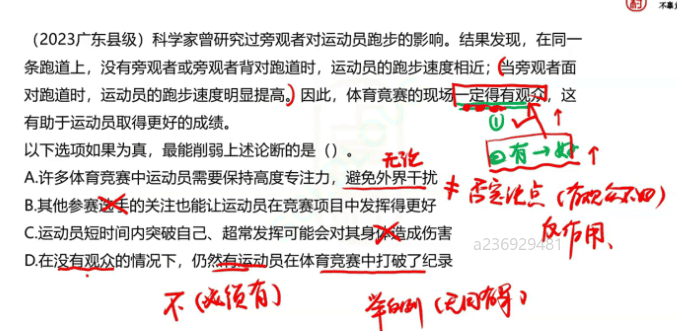 不靠
（2023广东县级）科学家曾研究过旁观者对运动员跑步的影响。结果发现，在同一
条跑道上，没有旁观者或旁观者背对跑道时，运动员的跑步速度相近；当旁观者面
对跑道时，运动员的跑步速度明显提高。因此，体育竞赛的现场一定得有观众，这
有助于运动员取得更好的成绩。
① ↑
②有→好 ↑
以下选项如果为真，最能削弱上述论断的是（）。
无论
A.许多体育竞赛中运动员需要保持高度专注力，避免外界干扰
≠ 否定论点（有观众不四）
B.其他参赛选手的关注也能让运动员在竞赛项目中发挥得更好
反作用、
C.运动员短时间内突破自己、超常发挥可能会对其身体造成伤害
a236929481
D.在没有观众的情况下，仍然有运动员在体育竞赛中打破了纪录
不（必须有） 举例（无因有果）